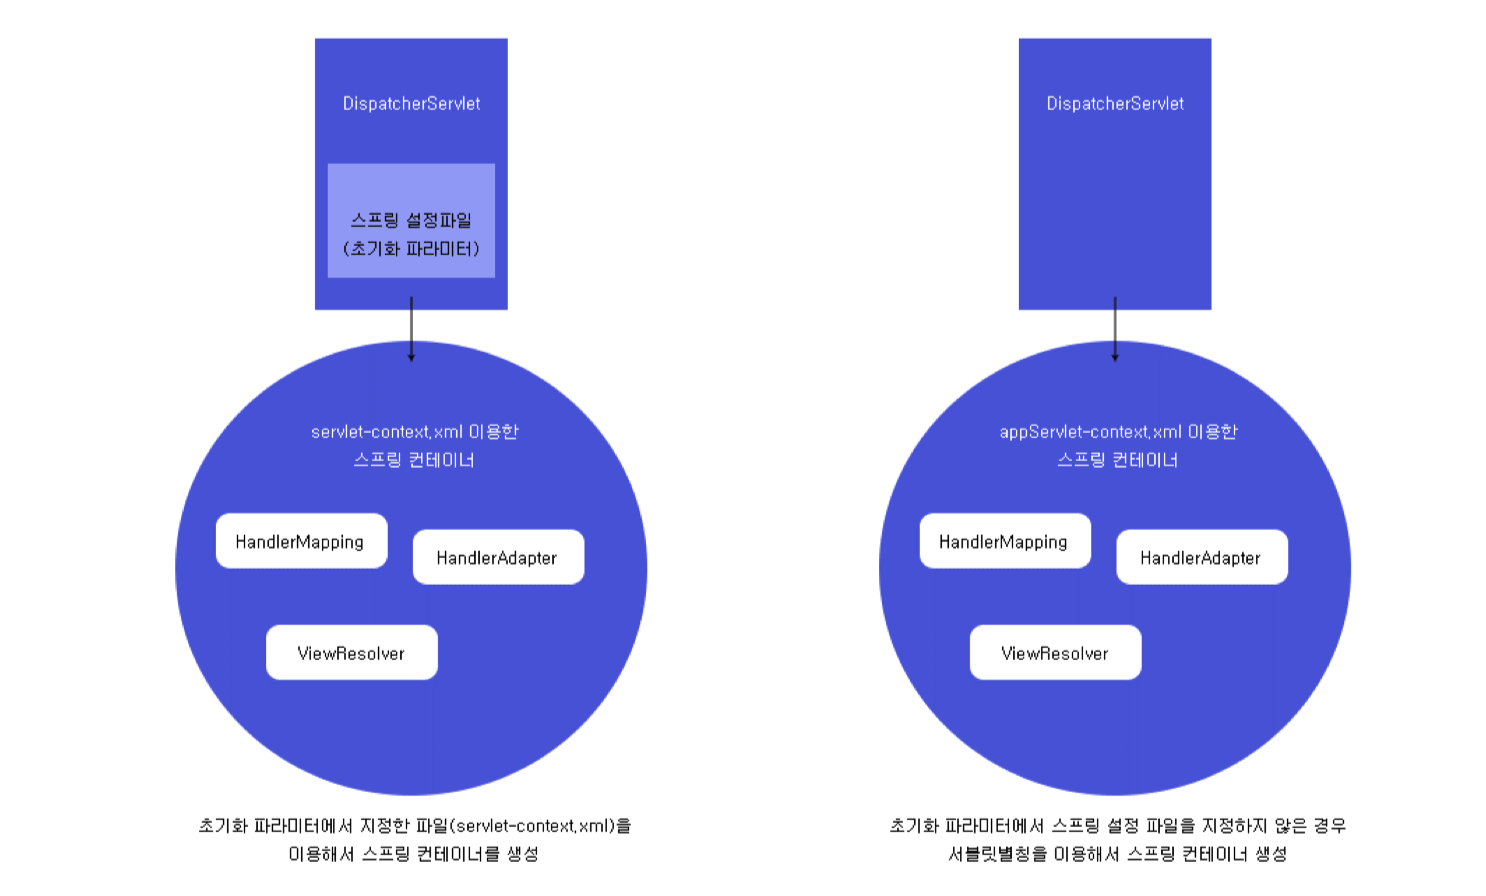 DispatcherServlet
스프링 설정파일
(초기화 파라미터)
servlet-context.xml 이용한
스프링 컨테이너
HandlerMapping
HandlerAdapter
ViewResolver
초기화 파라미터에서 지정한 파일(servlet-context.xml)을
이용해서 스프링 컨테이너를 생성
DispatcherServlet
appServlet-context.xml 이용한
스프링 컨테이너
HandlerMapping
HandlerAdapter
ViewResolver
초기화 파라미터에서 스프링 설정 파일을 지정하지 않은 경우
서블릿별칭을 이용해서 스프링 컨테이너 생성